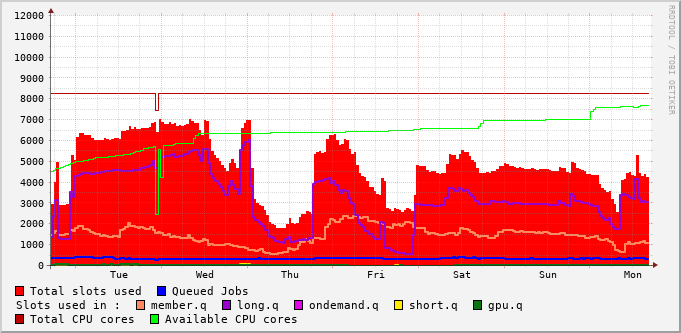 12000
11000
10000
9000
8000
7000
6000
5000
4000
3000
2000
1000
0
Tue Wed Thu Fri Sat Sun Mon
RRDTOOL / TOBI OETIKER
Total slots used Queued Jobs
Slots used in : member.q long.q ondemand.q short.q gpu.q
Total CPU cores Available CPU cores